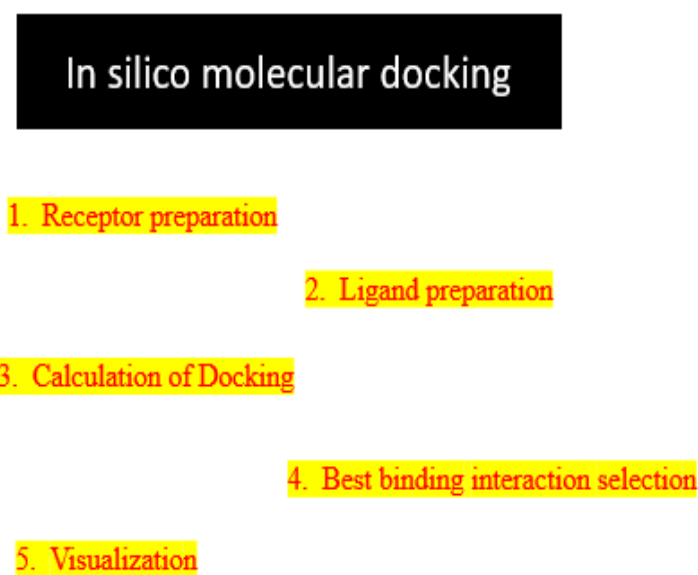 In silico molecular docking
1. Receptor preparation
2. Ligand preparation
3. Calculation of Docking
4. Best binding interaction selection
5. Visualization